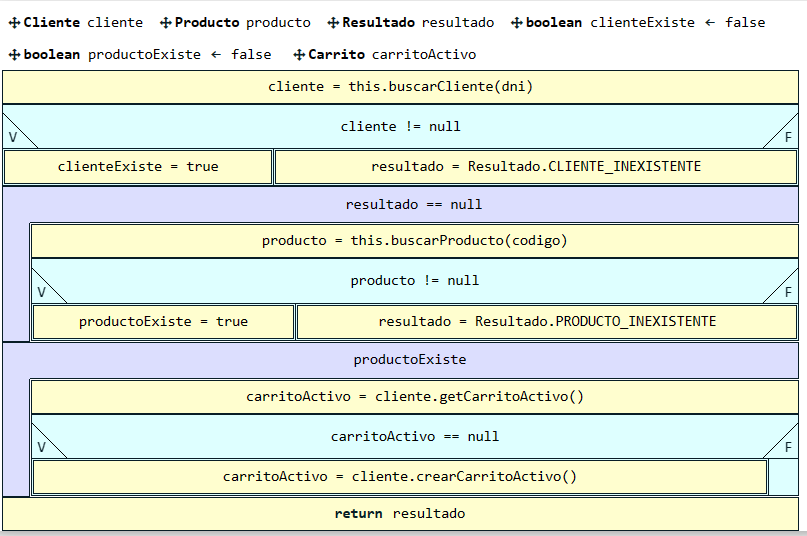 Cliente cliente Producto producto Resultado resultado boolean clienteExiste ← false
boolean productoExiste ← false Carrito carritoActivo
cliente = this.buscarCliente(dni)
cliente != null
V F
clienteExiste = true resultado = Resultado.CLIENTE_INEXISTENTE
resultado == null
producto = this.buscarProducto(codigo)
producto != null
V F
productoExiste = true resultado = Resultado.PRODUCTO_INEXISTENTE
productoExiste
carritoActivo = cliente.getCarritoActivo()
carritoActivo == null
V F
carritoActivo = cliente.crearCarritoActivo()
return resultado